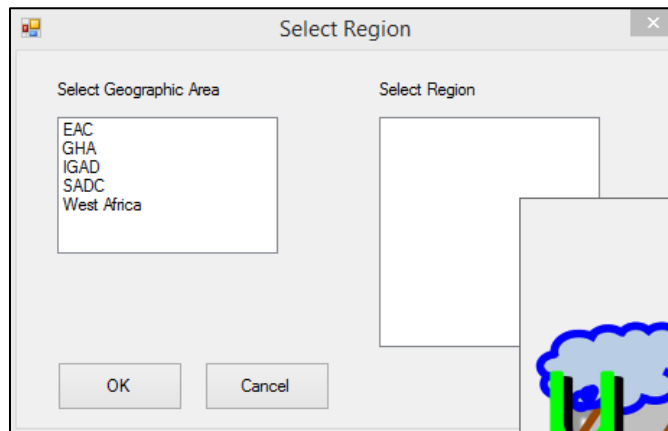 Select Region
Select Geographic Area
Select Region
EAC
GHA
IGAD
SADC
West Africa
OK
Cancel